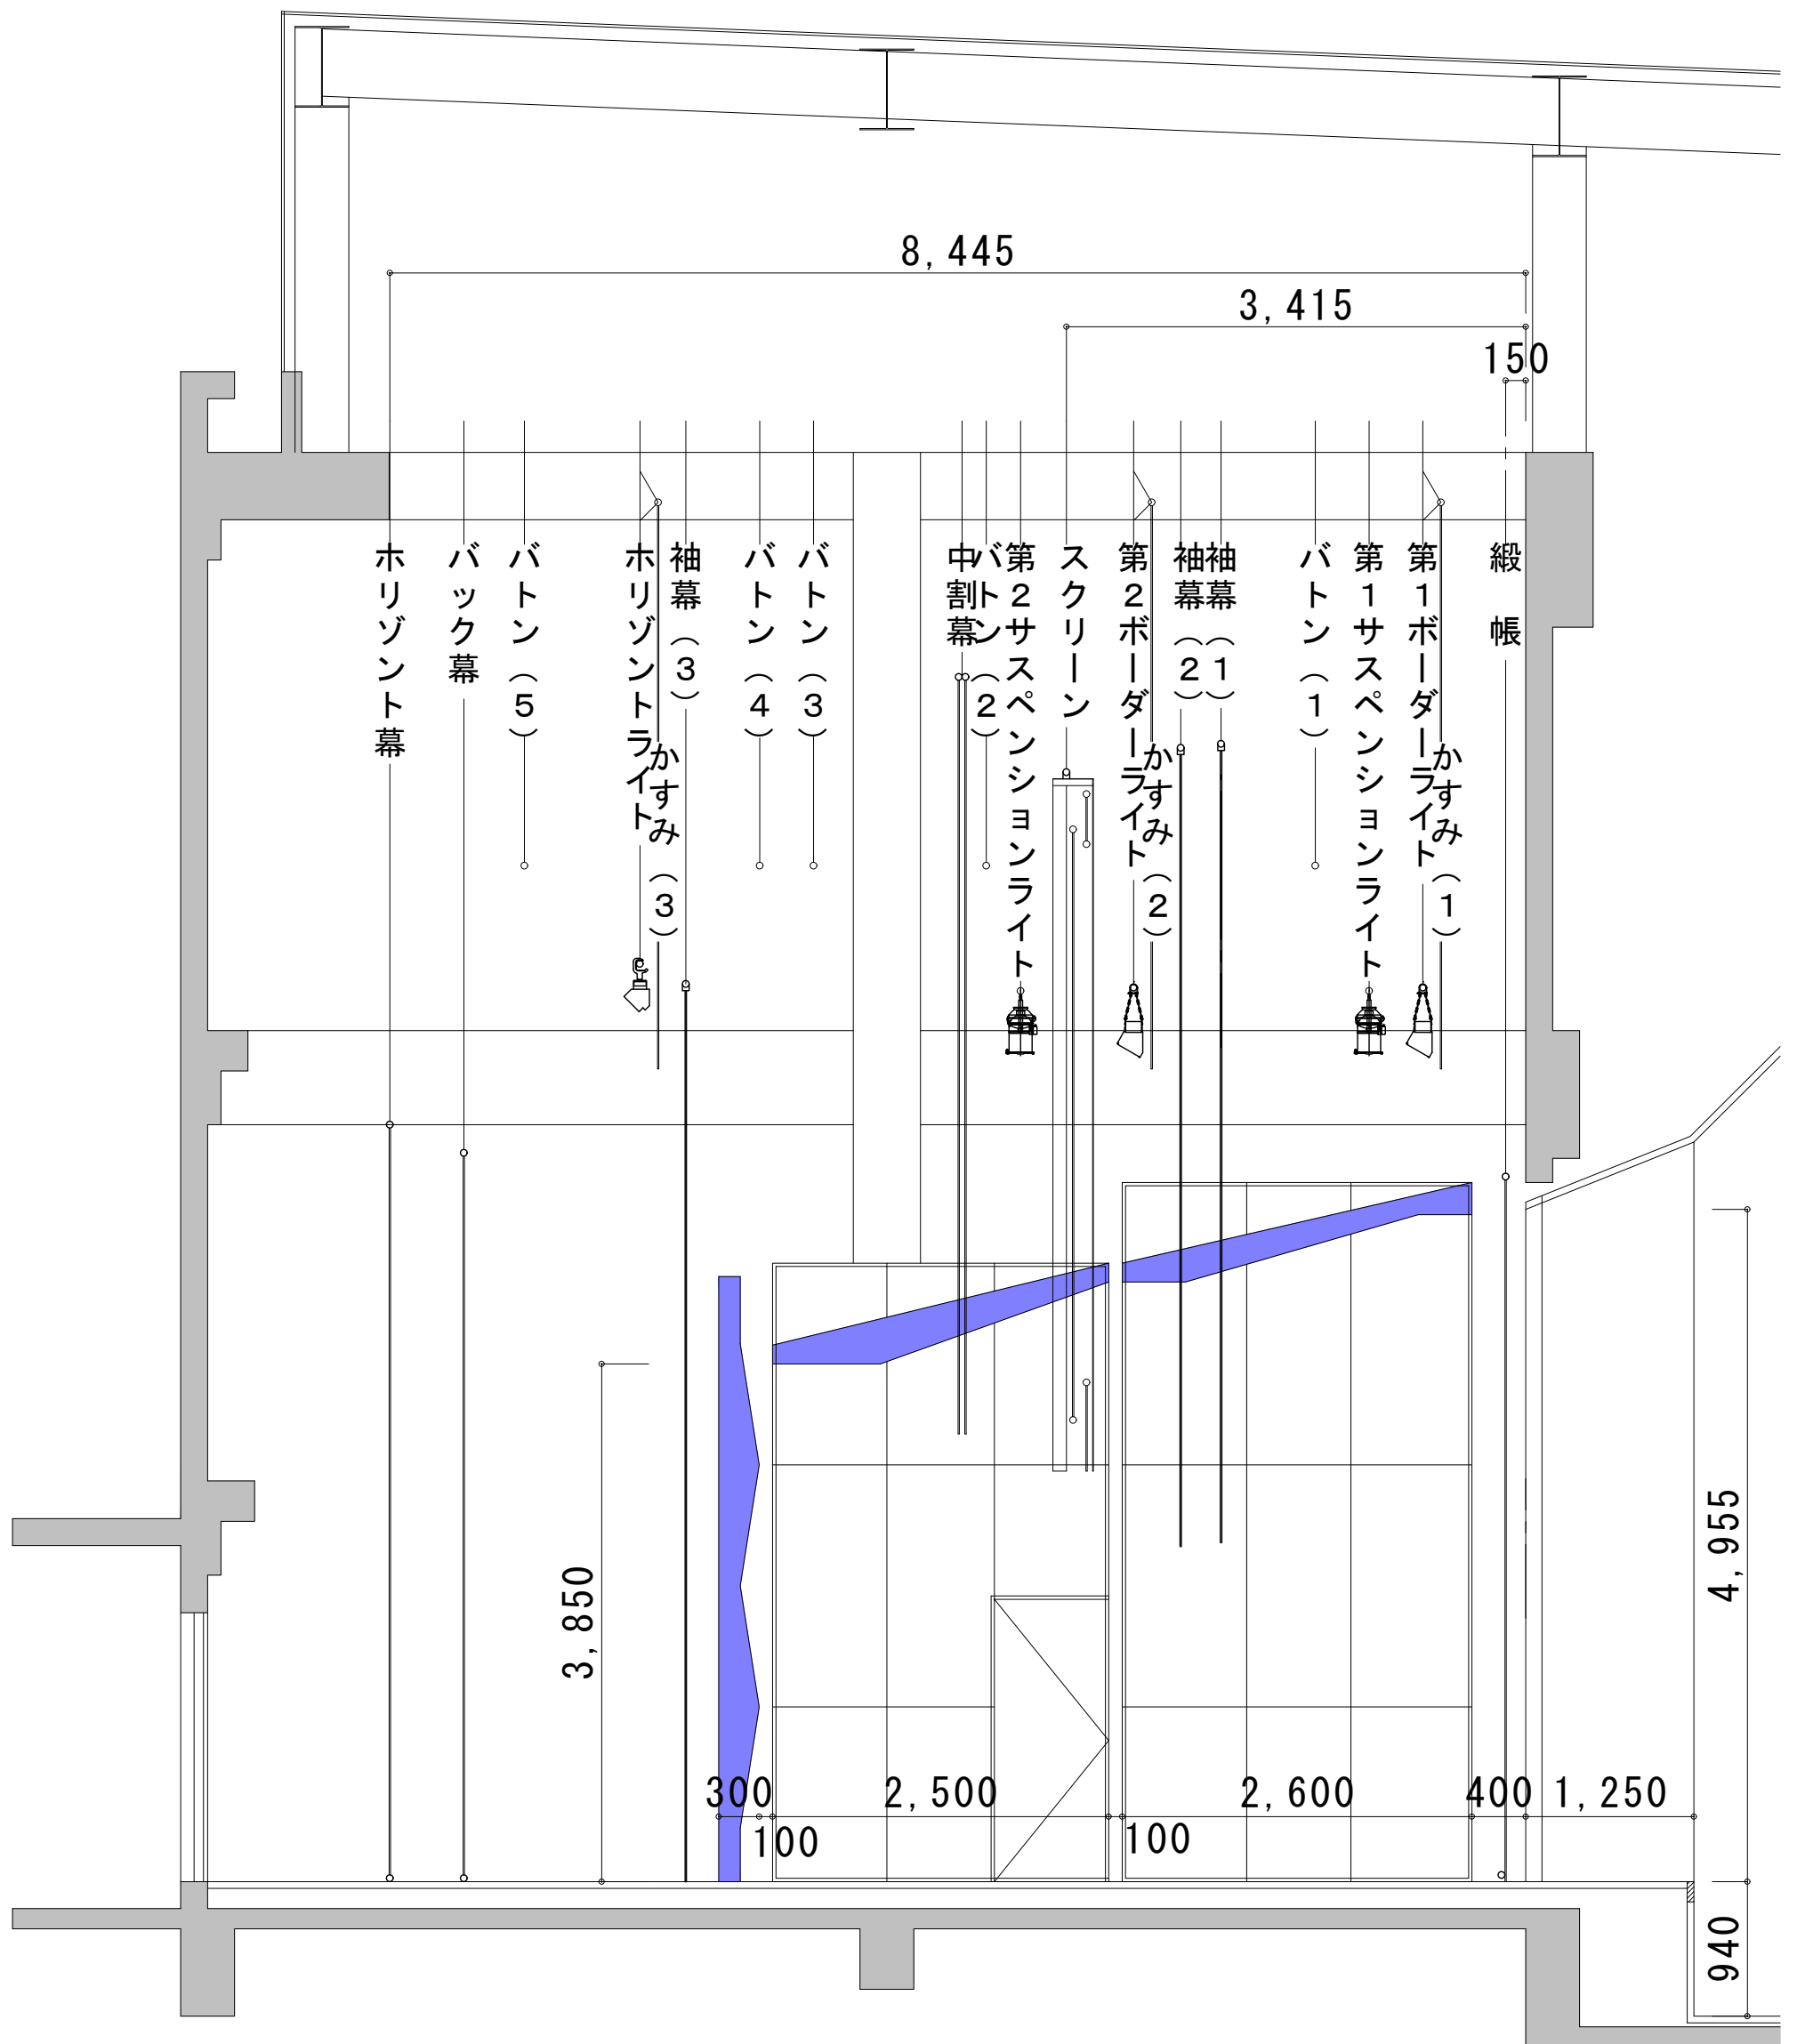 8,445
3,415
150
ホリゾント幕
バック幕
バトン（5）
ホリゾントライト
かすみ（3）
袖幕（3）
バトン（4）
バトン（3）
中割幕
バトン（2）
第2サスペンションライト
スクリーン
第2ボーダーライト
かすみ（2）
袖幕（2）
袖幕（1）
バトン（1）
第1サスペンションライト
第1ボーダーライト
かすみ（1）
緞　帳
3,850
4,955
300
2,500
2,600
400
1,250
100
100
940